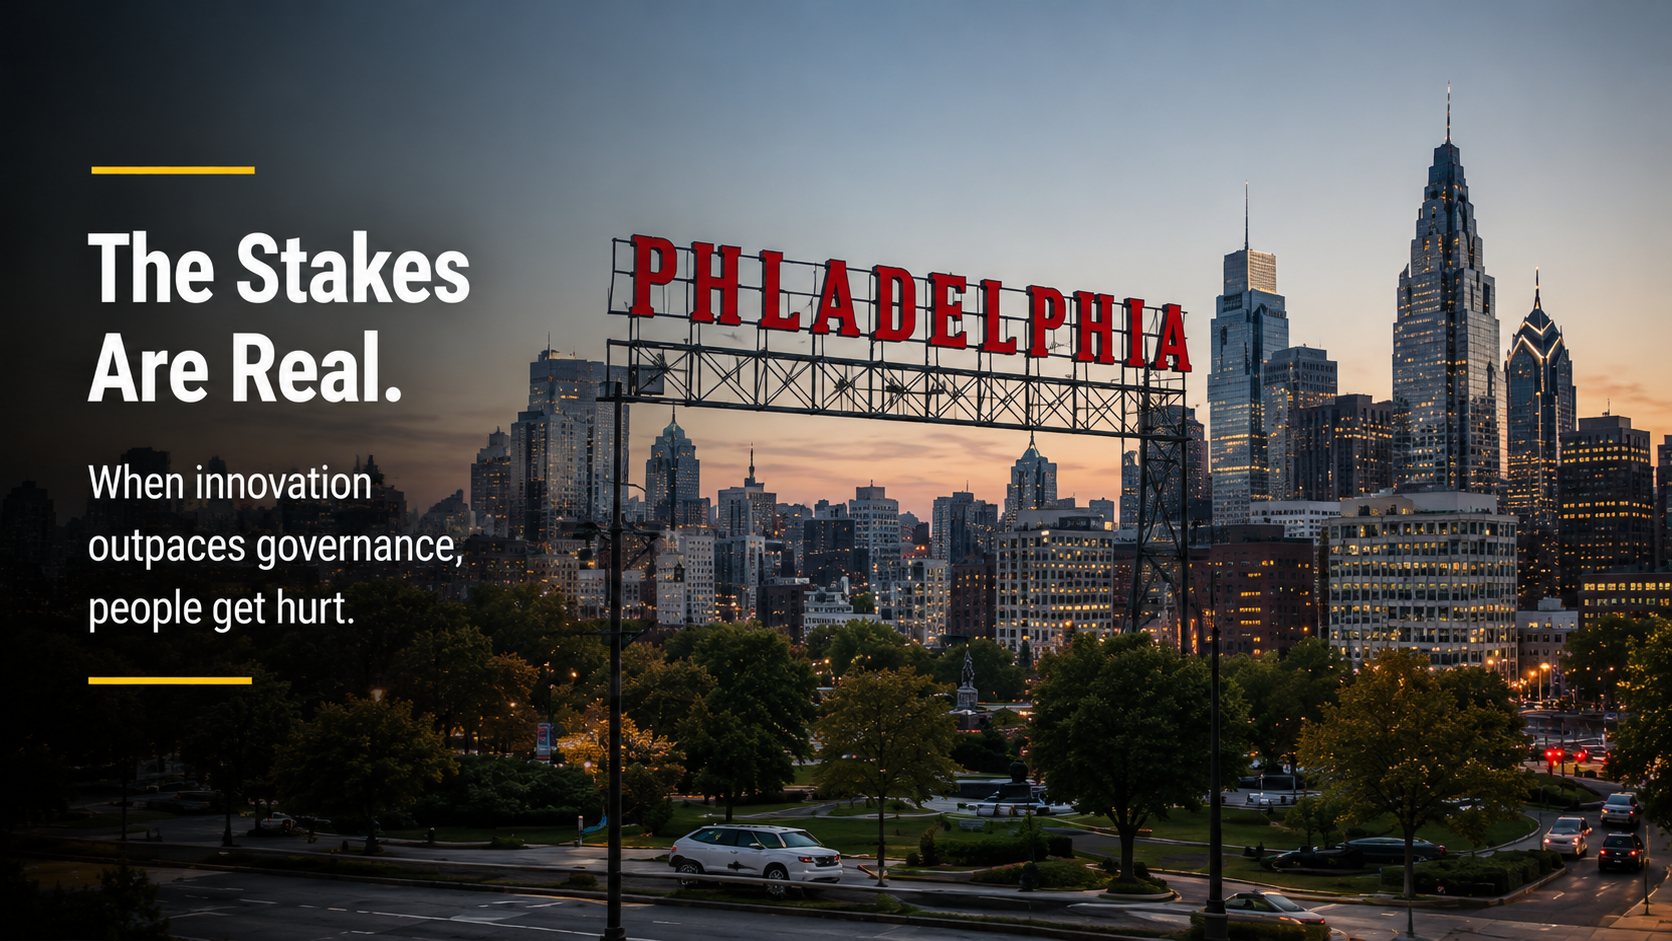 The Stakes
Are Real.
When innovation
outpaces governance,
people get hurt.
PHLADELPHIA